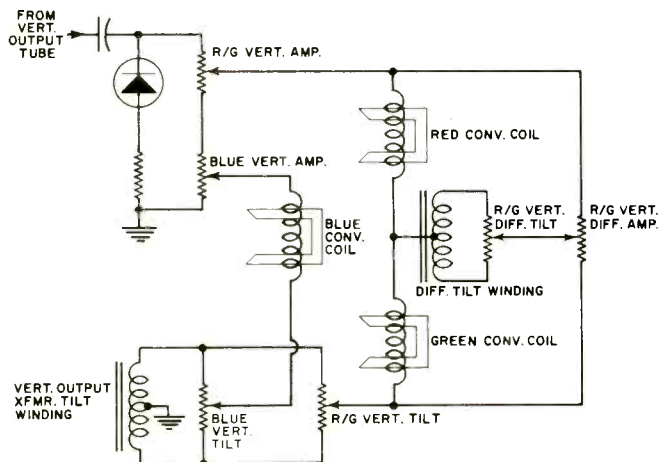 FROM
VERT.
OUTPUT
TUBE
R/G VERT. AMP.
BLUE VERT. AMP.
RED CONV. COIL
BLUE
CONV.
COIL
R/G VERT.
DIFF. TILT
R/G VERT.
DIFF. AMP.
DIFF. TILT WINDING
GREEN CONV. COIL
VERT. OUTPUT
XFMR. TILT
WINDING
BLUE
VERT.
TILT
R/G VERT. TILT